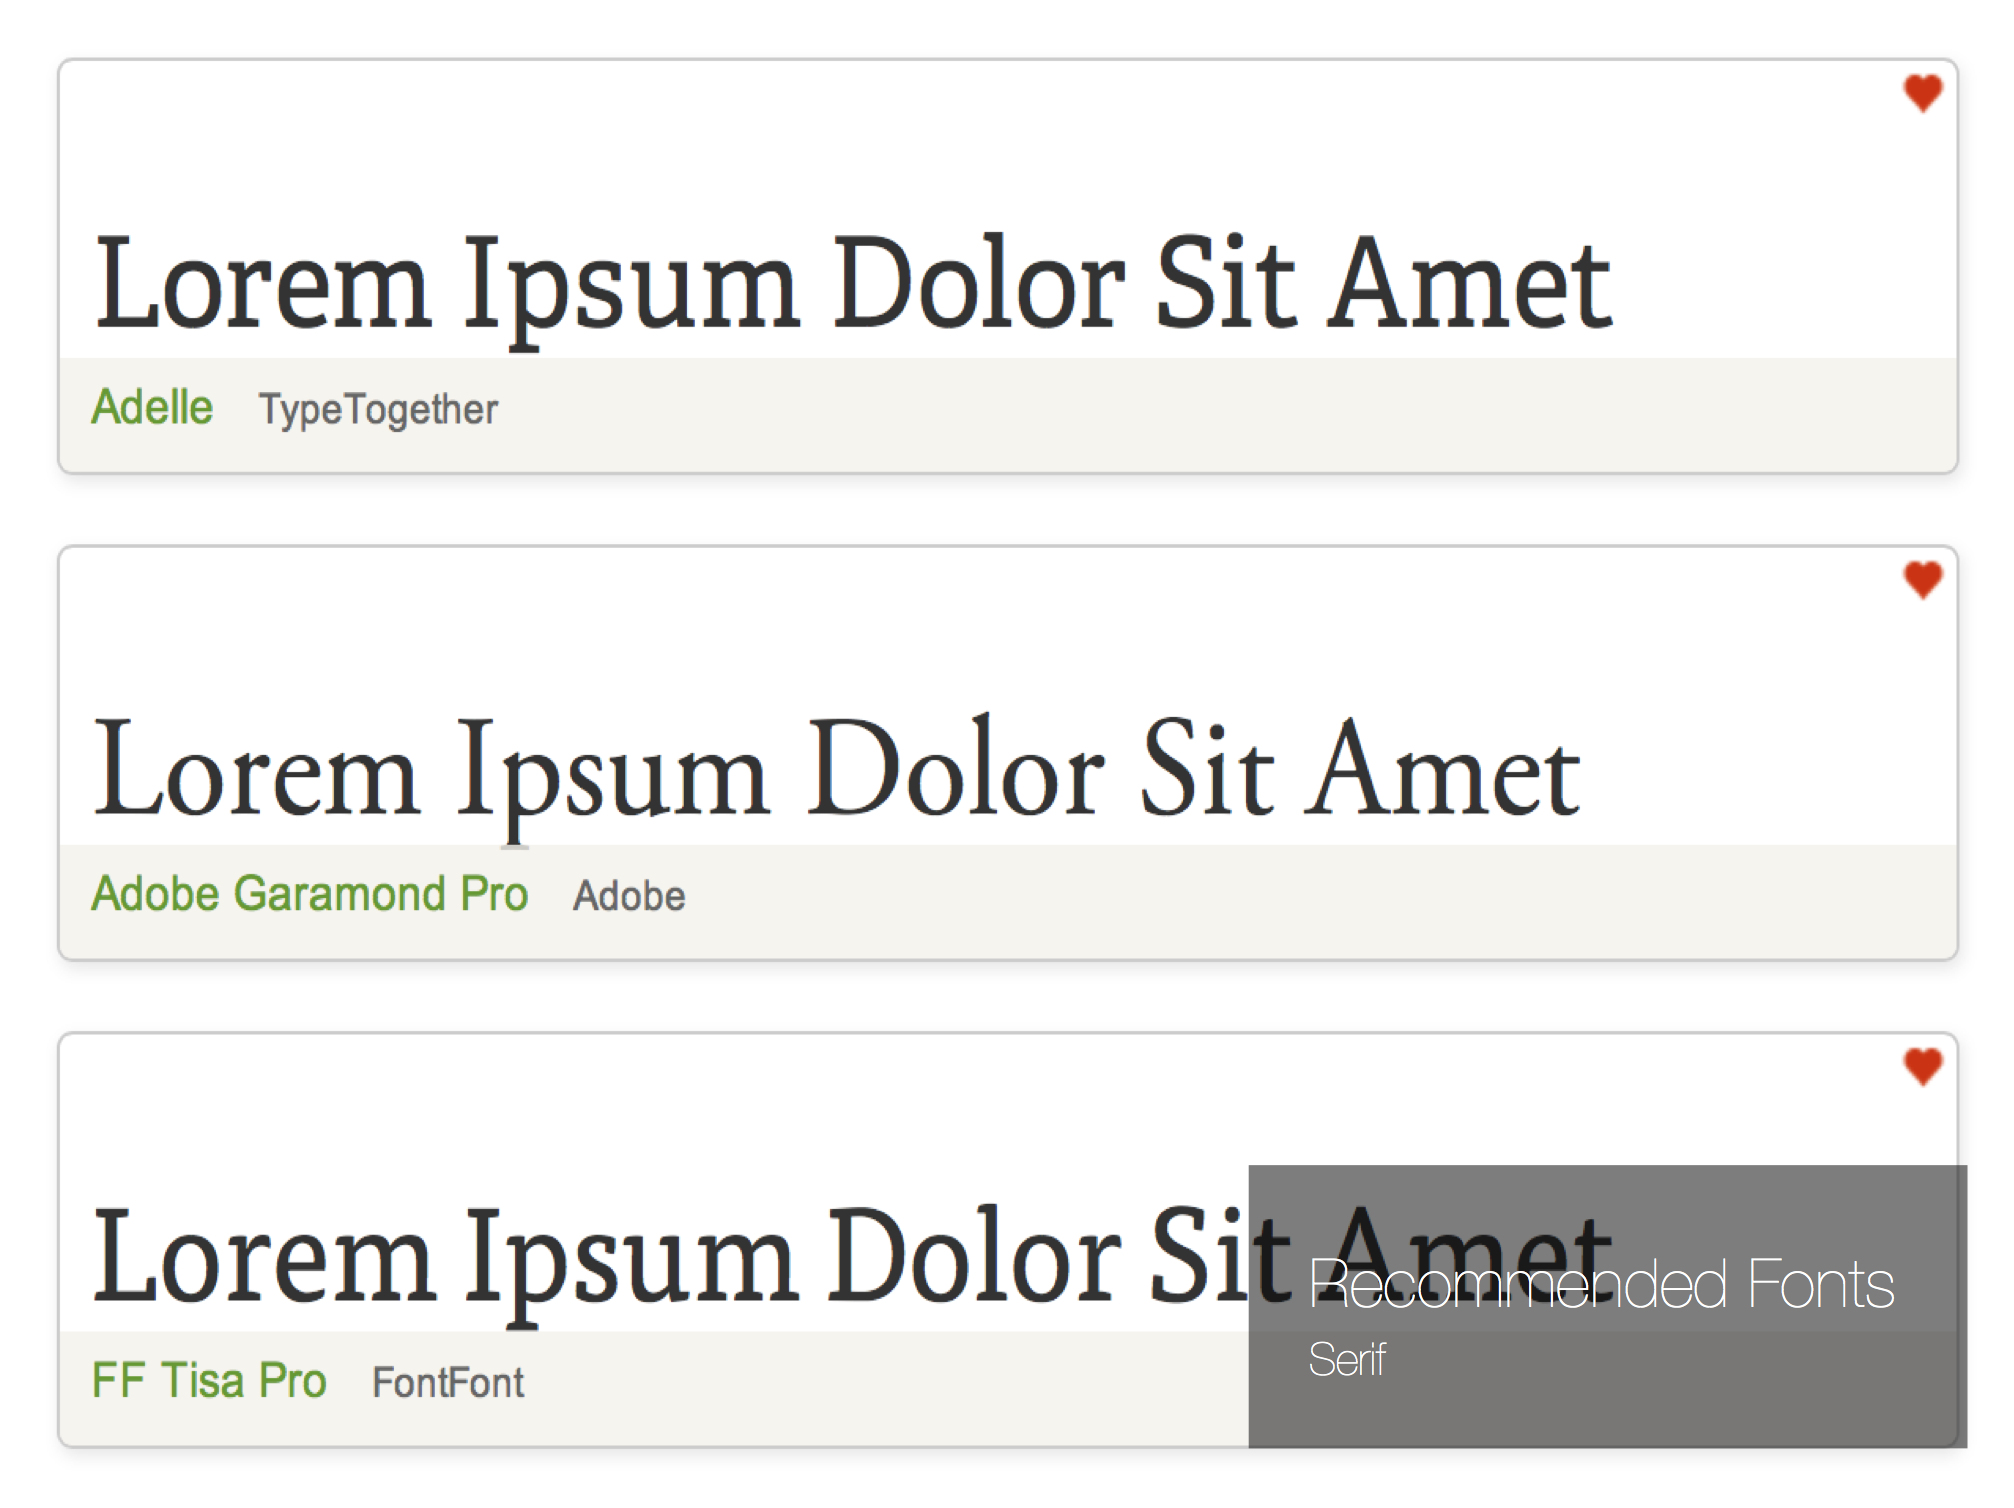 Lorem Ipsum Dolor Sit Amet
Adelle TypeTogether
Lorem Ipsum Dolor Sit Amet
Adobe Garamond Pro Adobe
Lorem Ipsum Dolor Sit Amet
FF Tisa Pro FontFont
Recommended Fonts
Serif